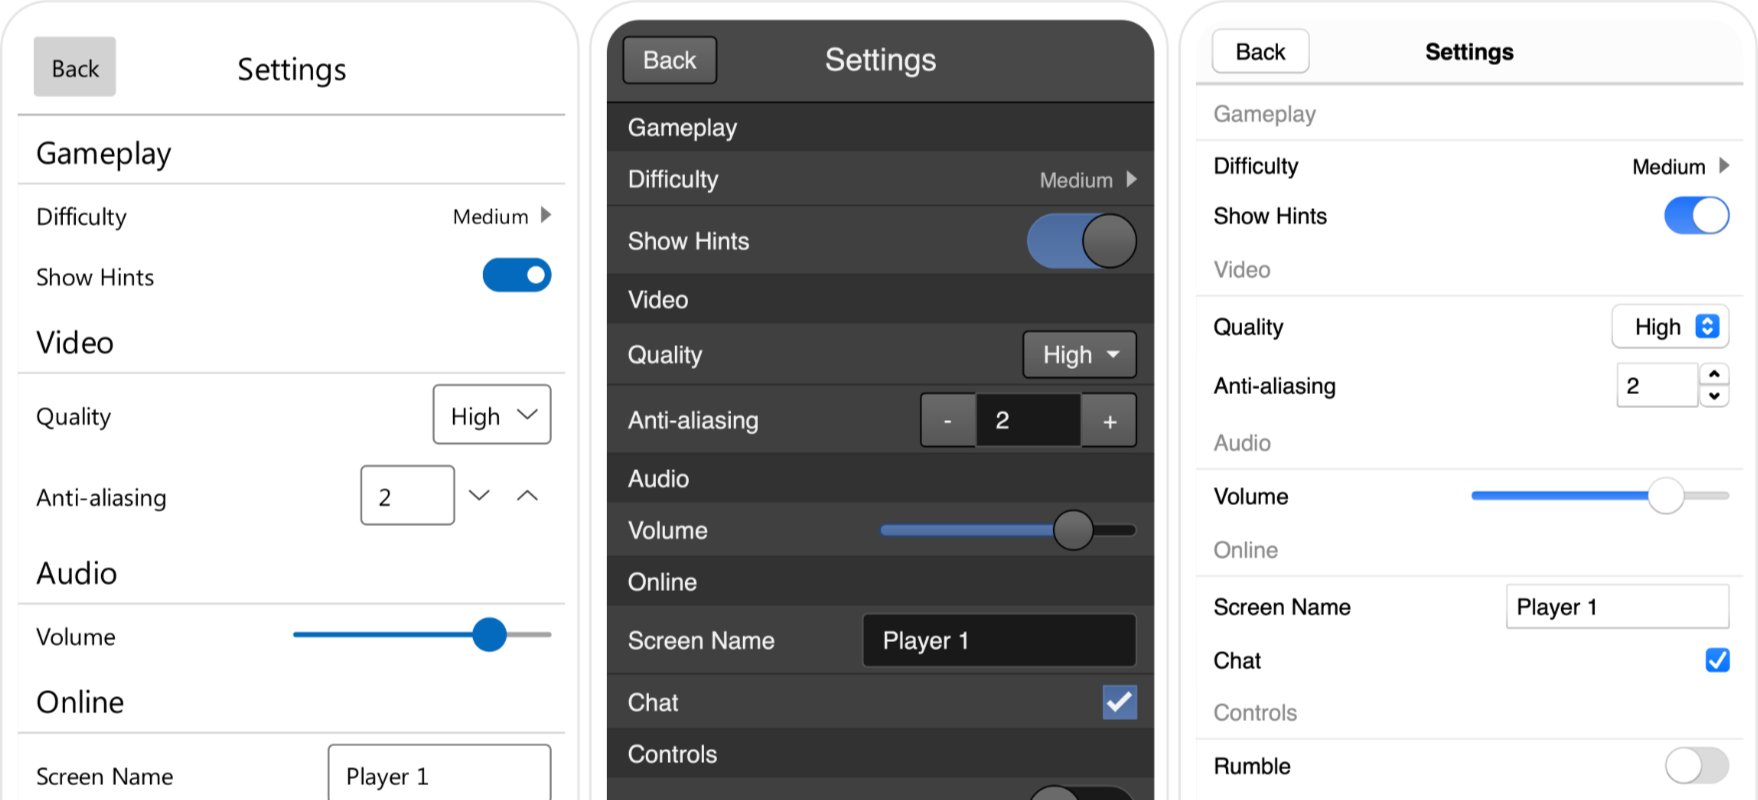 Back
Settings
Gameplay
Difficulty Medium
Show Hints
Video
Quality High
Anti-aliasing 2
Audio
Volume
Online
Screen Name Player 1
Back
Settings
Gameplay
Difficulty Medium
Show Hints
Video
Quality High
Anti-aliasing - 2 +
Audio
Volume
Online
Screen Name Player 1
Chat
Controls
Back
Settings
Gameplay
Difficulty Medium
Show Hints
Video
Quality High
Anti-aliasing 2
Audio
Volume
Online
Screen Name Player 1
Chat
Controls
Rumble